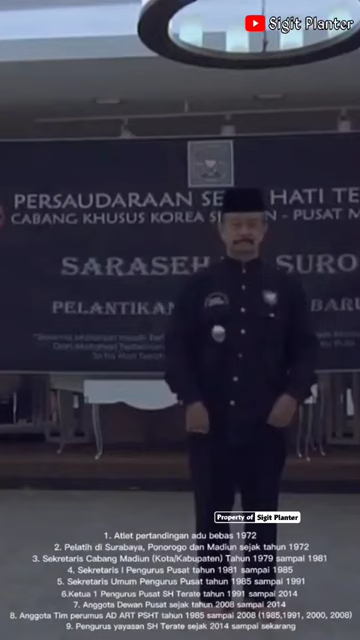 Sigit Planter
PERSAUDARAAN SE HATI TE
CABANG KHUSUS KOREA SE N - PUSAT M
SARASEH SURO
PELANTIKAN BARU
Property of Sigit Planter
1. Atlet pertandingan adu bebas 1972
2. Pelatih di Surabaya, Ponorogo dan Madiun sejak tahun 1972
3. Sekretaris Cabang Madiun (Kota/Kabupaten) Tahun 1979 sampai 1981
4. Sekretaris I Pengurus Pusat tahun 1981 sampai 1985
5. Sekretaris Umum Pengurus Pusat tahun 1985 sampai 1991
6.Ketua 1 Pengurus Pusat SH Terate tahun 1991 sampai 2014
7. Anggota Dewan Pusat sejak tahun 2008 sampai 2014
8. Anggota Tim perumus AD ART PSHT tahun 1985 sampai 2008 (1985,1991, 2000, 2008)
9. Pengurus yayasan SH Terate sejak 2014 sampai sekarang